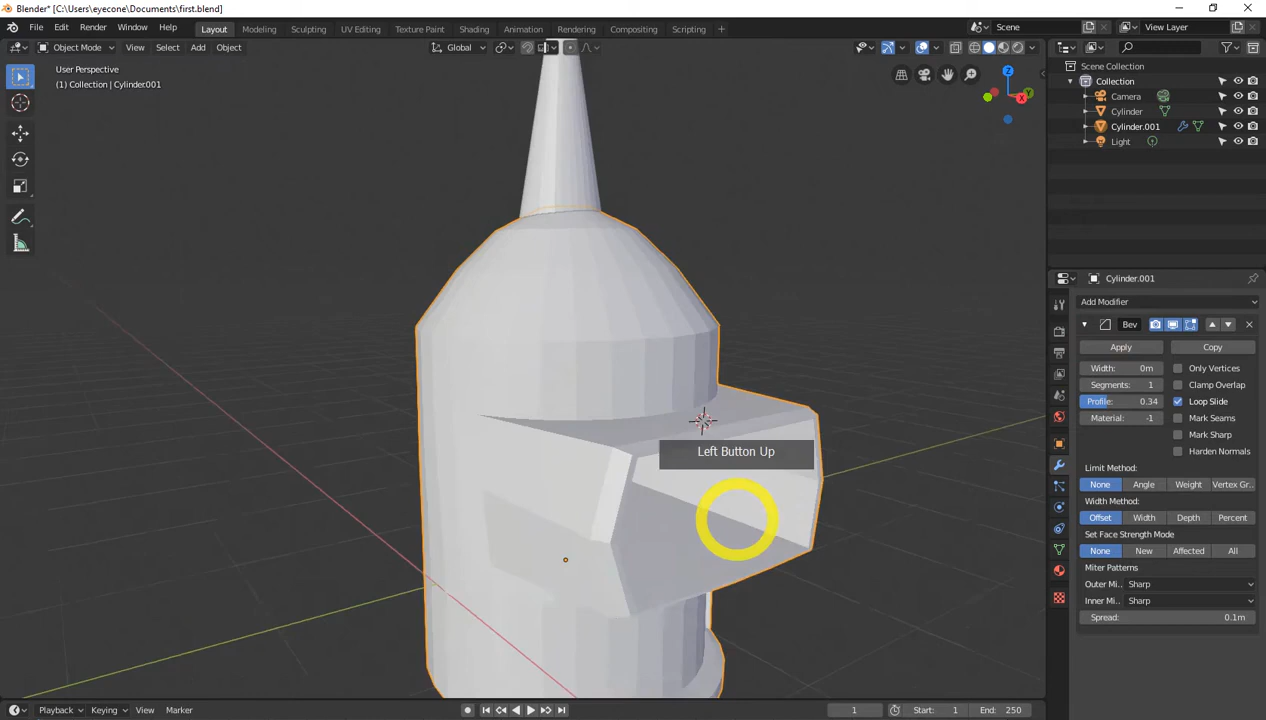 Blender* [C:\Users\eyecone\Documents\first.blend]
File Edit Render Window Help Layout Modeling Sculpting UV Editing Texture Paint Shading Animation Rendering Compositing Scripting Scene View Layer
Object Mode View Select Add Object Global
User Perspective
(1) Collection | Cylinder.001
Z
Y
X
Scene Collection
Collection
Camera
Cylinder
Cylinder.001
Light
Cylinder.001
Add Modifier
Bev
Apply Copy
Width: 0m Only Vertices
Segments: 1 Clamp Overlap
Profile: 0.34 Loop Slide
Material: -1 Mark Seams
Mark Sharp
Harden Normals
Limit Method:
None Angle Weight Vertex Gr...
Width Method:
Offset Width Depth Percent
Set Face Strength Mode
None New Affected All
Miter Patterns
Outer Mi... Sharp
Inner Mi... Sharp
Spread: 0.1m
Left Button Up
Playback Keying View Marker 1 Start: 1 End: 250